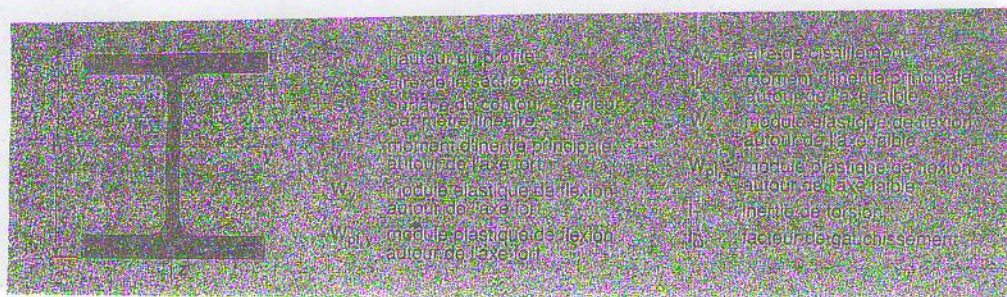 hauteur du profilé
aire de la section droite
surface de contour extérieur
par mètre linéaire
moment d'inertie principale
autour de l'axe fort
module élastique de flexion
autour de l'axe fort
W pl module plastique de flexion
autour de l'axe fort
aire de cisaillement
moment d'inertie principale
autour de l'axe faible
W module élastique de flexion
autour de l'axe faible
W pl module plastique de flexion
autour de l'axe faible
inertie de torsion
facteur de gauchissement
z